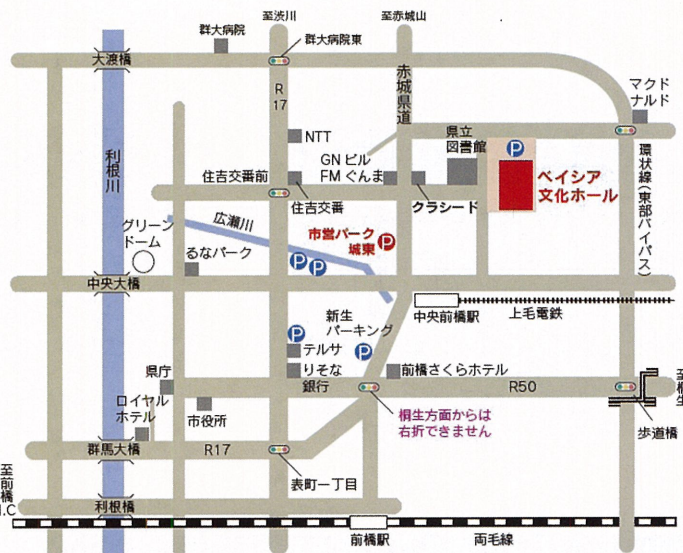 至渋川
至赤城山
群大病院
群大病院東
大渡橋
R
17
赤城県道
マクド
ナルド
利根川
NTT
県立
図書館
P
環状線(東部バイパス)
GN ビル
FM ぐんま
住吉交番前
住吉交番
クラシード
ベイシア
文化ホール
広瀬川
グリーン
ドーム
るなパーク
市営パーク
城東
P
P
P
中央大橋
中央前橋駅
上毛電鉄
新生
パーキング
P
テルサ
P
りそな
銀行
前橋さくらホテル
R50
至桐生
県庁
ロイヤル
ホテル
市役所
桐生方面からは
右折できません
歩道橋
群馬大橋
R17
表町一丁目
至前橋I.C
利根橋
前橋駅
両毛線